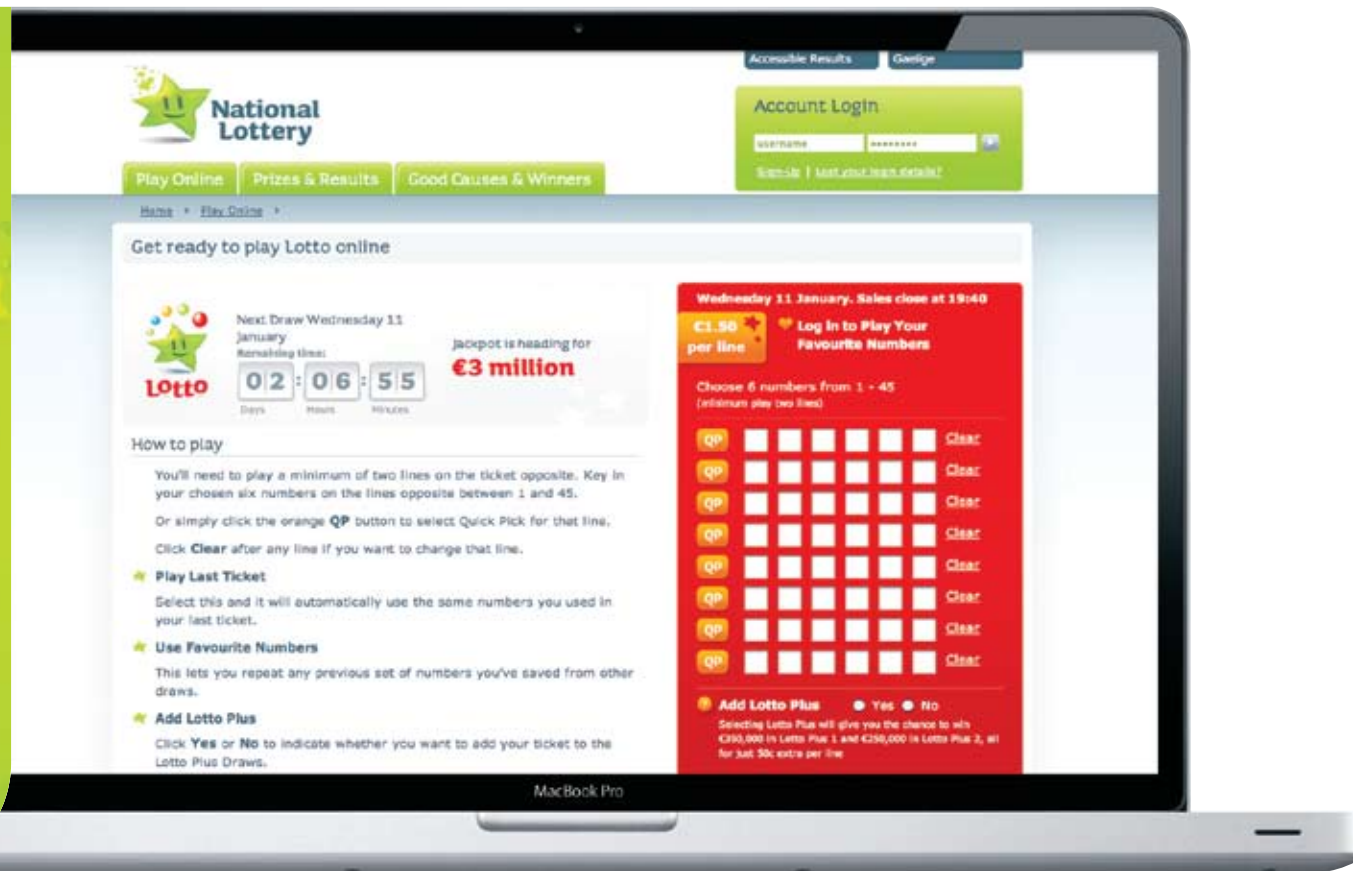 Accessible Results
Gaeilge
National
Lottery
Account Login
username
Sign-Up | Lost your login details?
Play Online
Prizes & Results
Good Causes & Winners
Home
Play Online
Get ready to play Lotto online
Lotto
Next Draw Wednesday 11
January
Remaining time:
02 : 06 : 55
Days Hours Minutes
Jackpot is heading for
€3 million
How to play
You'll need to play a minimum of two lines on the ticket opposite. Key in
your chosen six numbers on the lines opposite between 1 and 45.
Or simply click the orange QP button to select Quick Pick for that line.
Click Clear after any line if you want to change that line.
Play Last Ticket
Select this and it will automatically use the same numbers you used in
your last ticket.
Use Favourite Numbers
This lets you repeat any previous set of numbers you've saved from other
draws.
Add Lotto Plus
Click Yes or No to indicate whether you want to add your ticket to the
Lotto Plus Draws.
Wednesday 11 January. Sales close at 19:40
€1.50
per line
Log in to Play Your
Favourite Numbers
Choose 6 numbers from 1 - 45
(minimum play two lines)
QP Clear
QP Clear
QP Clear
QP Clear
QP Clear
QP Clear
QP Clear
QP Clear
Add Lotto Plus Yes No
Selecting Lotto Plus will give you the chance to win
€350,000 in Lotto Plus 1 and €250,000 in Lotto Plus 2, all
for just 50c extra per line
MacBook Pro